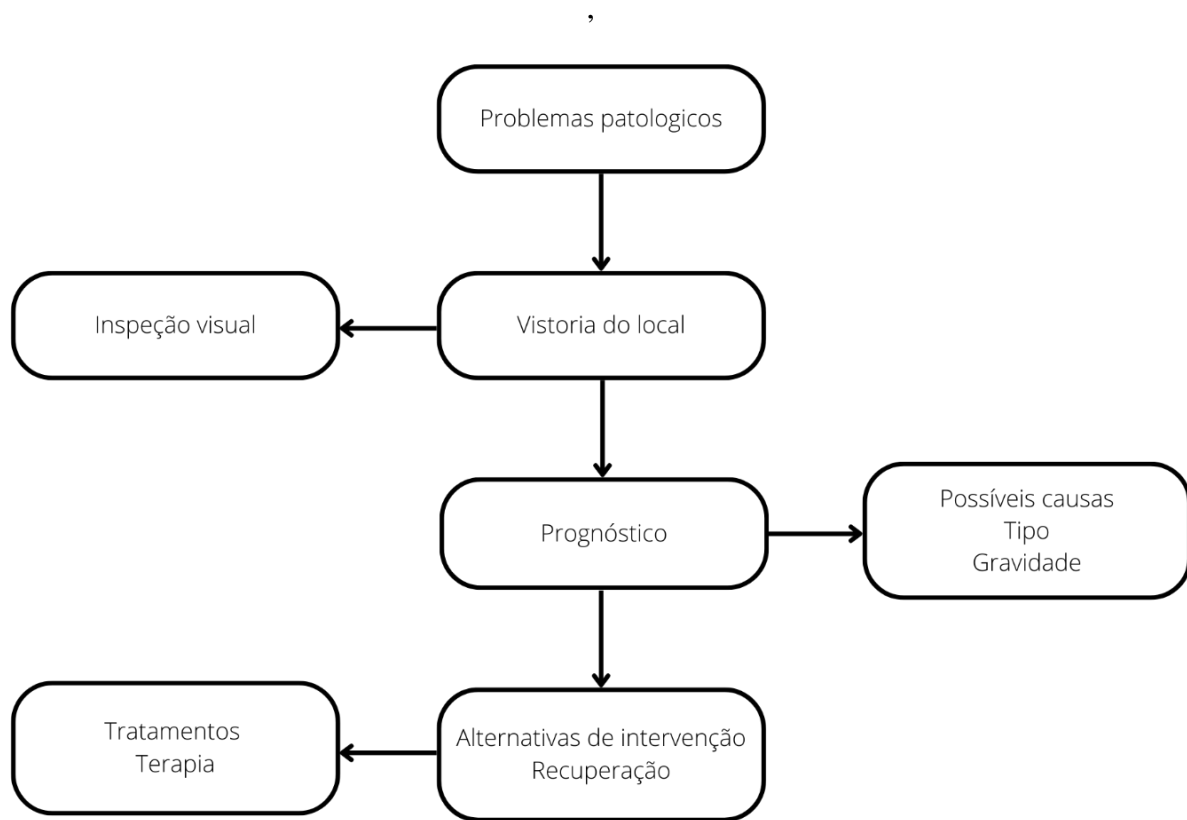 ,
Problemas patologicos
Inspeção visual
Vistoria do local
Prognóstico
Possíveis causas
Tipo
Gravidade
Tratamentos
Terapia
Alternativas de intervenção
Recuperação